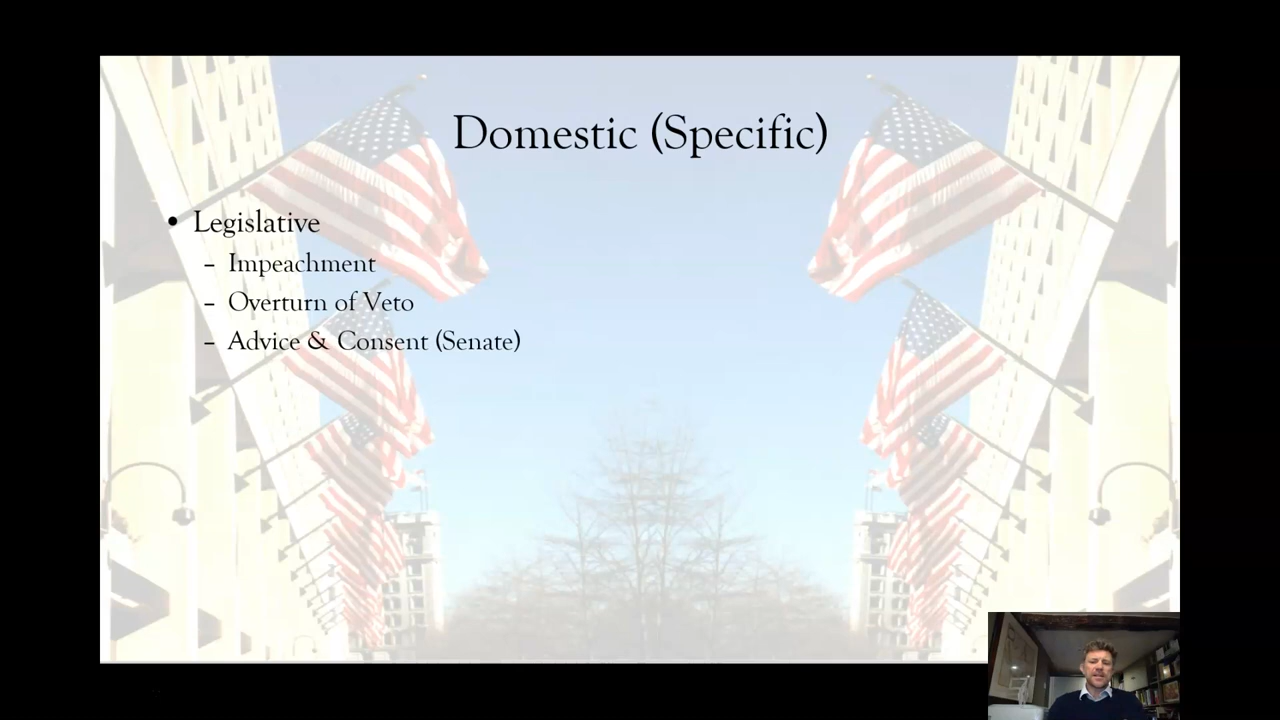 Domestic (Specific)
• Legislative
– Impeachment
– Overturn of Veto
– Advice & Consent (Senate)